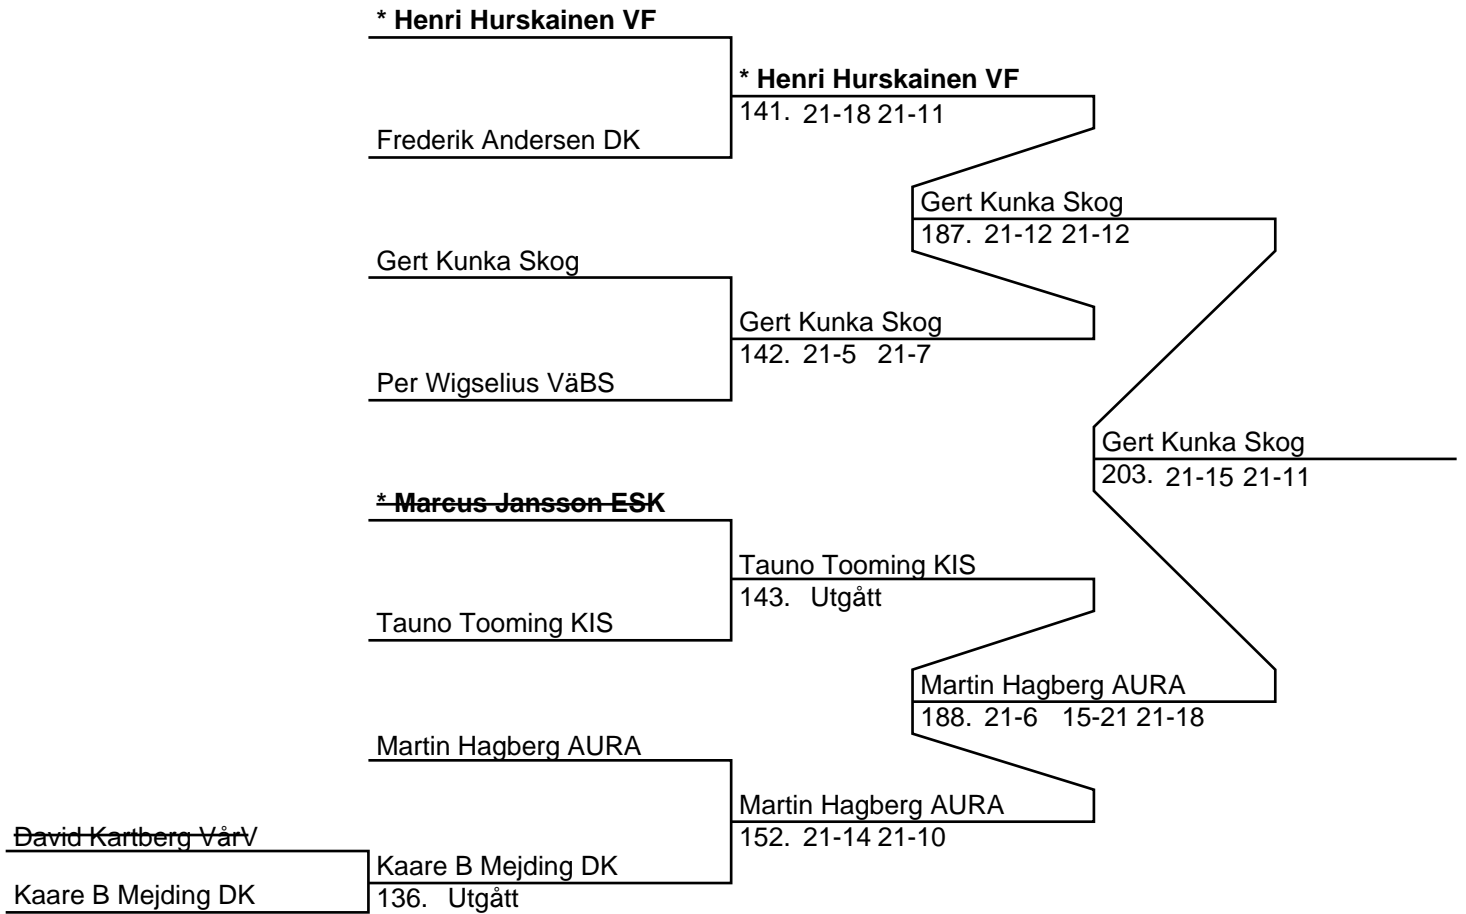 * Henri Hurskainen VF
* Henri Hurskainen VF
141. 21-18 21-11
Frederik Andersen DK
Gert Kunka Skog
187. 21-12 21-12
Gert Kunka Skog
Gert Kunka Skog
142. 21-5 21-7
Per Wigselius VäBS
Gert Kunka Skog
203. 21-15 21-11
* Marcus Jansson ESK
Tauno Tooming KIS
143. Utgått
Tauno Tooming KIS
Martin Hagberg AURA
188. 21-6 15-21 21-18
Martin Hagberg AURA
Martin Hagberg AURA
152. 21-14 21-10
David Kartberg VårV
Kaare B Mejding DK
136. Utgått
Kaare B Mejding DK